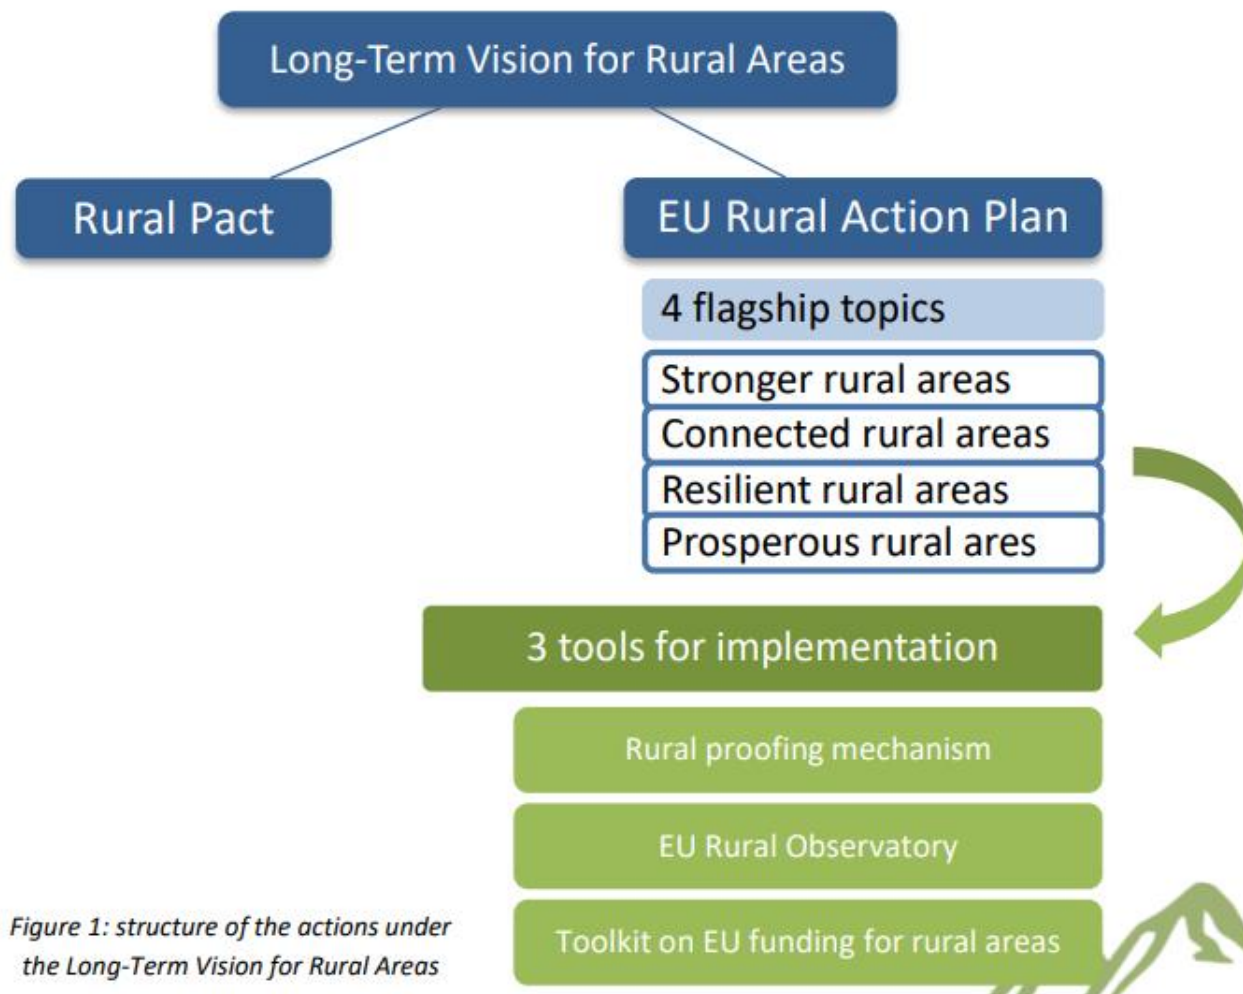 Long-Term Vision for Rural Areas
Rural Pact
EU Rural Action Plan
4 flagship topics
Stronger rural areas
Connected rural areas
Resilient rural areas
Prosperous rural ares
3 tools for implementation
Rural proofing mechanism
EU Rural Observatory
Toolkit on EU funding for rural areas
Figure 1: structure of the actions under
the Long-Term Vision for Rural Areas